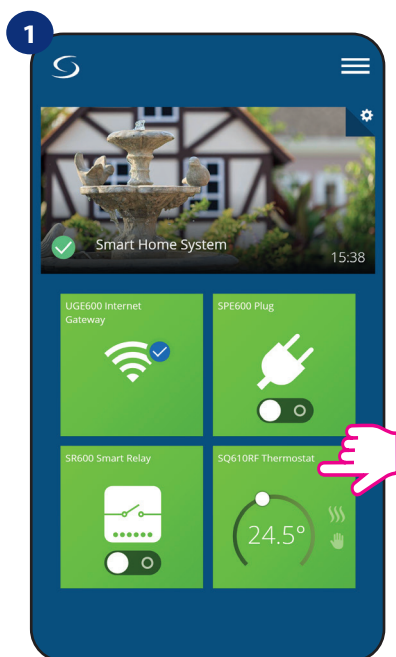 1
Smart Home System
15:38
UGE600 Internet
Gateway
SPE600 Plug
SR600 Smart Relay
SQ610RF Thermostat
24.5°